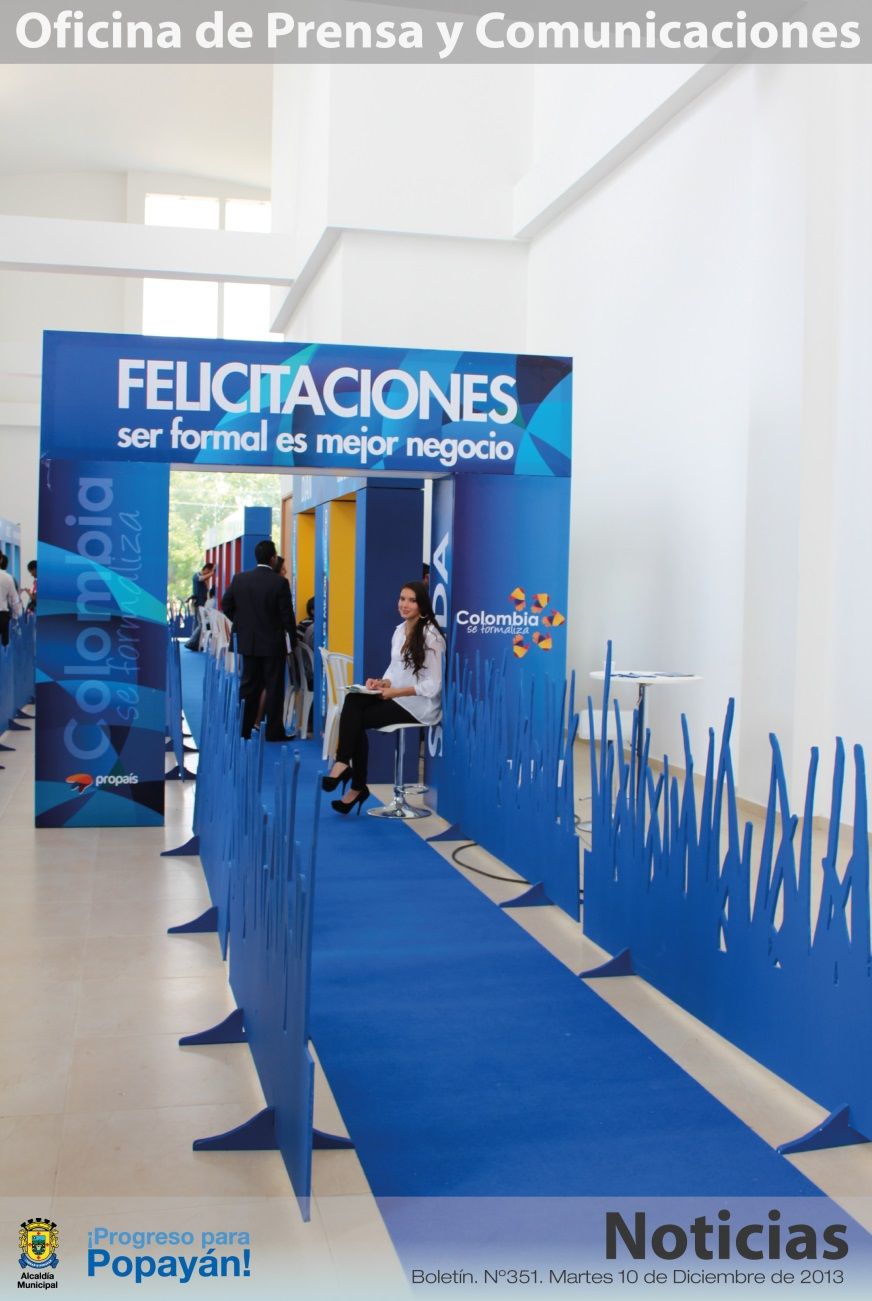 Oficina de Prensa y Comunicaciones
FELICITACIONES
ser formal es mejor negocio
Colombia
se formaliza
propaís
Colombia
se formaliza
Alcaldía
Municipal
¡Progreso para
Popayán!
Noticias
Boletín. Nº351. Martes 10 de Diciembre de 2013